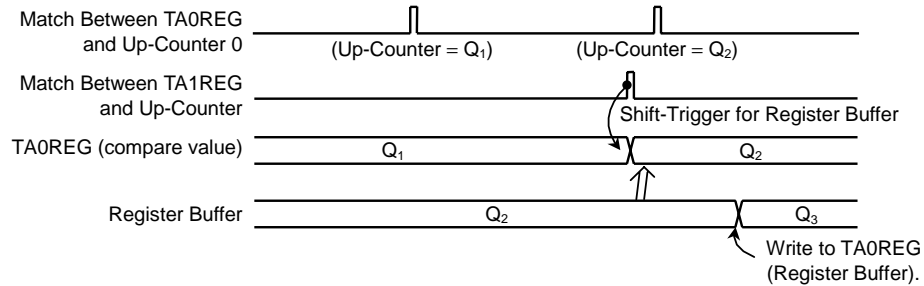 Match Between TA0REG
and Up-Counter 0
(Up-Counter = Q1) (Up-Counter = Q2)
Match Between TA1REG
and Up-Counter
Shift-Trigger for Register Buffer
TA0REG (compare value) Q1 Q2
Register Buffer Q2 Q3
Write to TA0REG
(Register Buffer).